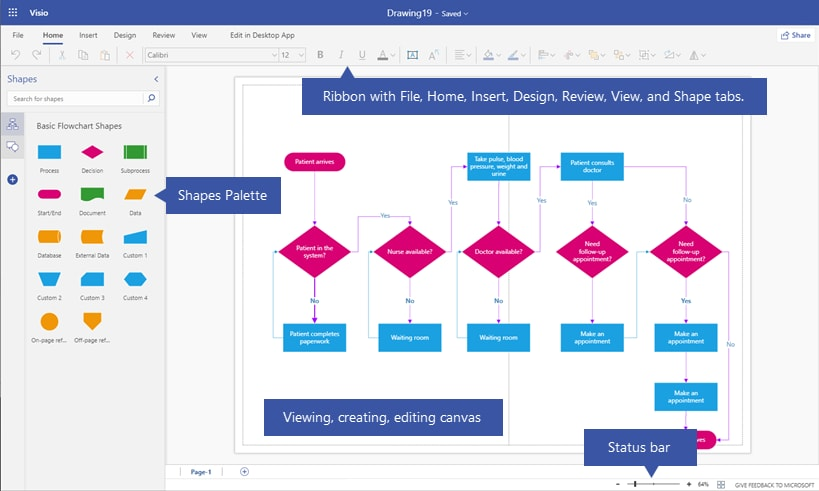 Visio
Drawing19 - Saved
File Home Insert Design Review View Edit in Desktop App
Share
Calibri 12 B I U A A
Ribbon with File, Home, Insert, Design, Review, View, and Shape tabs.
Shapes
Search for shapes
Basic Flowchart Shapes
Process Decision Subprocess
Start/End Document Data
Database External Data Custom 1
Custom 2 Custom 3 Custom 4
On-page ref... Off-page ref...
Shapes Palette
Patient arrives
Take pulse, blood
pressure, weight and
urine
Patient consults
doctor
Yes
Yes
Yes
Yes
No
Patient in the
system?
Nurse available?
Doctor available?
Need
follow-up
appointment?
Need
follow-up
appointment?
No
No
No
Yes
No
Patient completes
paperwork
Waiting room
Waiting room
Make an
appointment
Make an
appointment
Make an
appointment
Viewing, creating, editing canvas
Status bar
Page-1
64%
GIVE FEEDBACK TO MICROSOFT